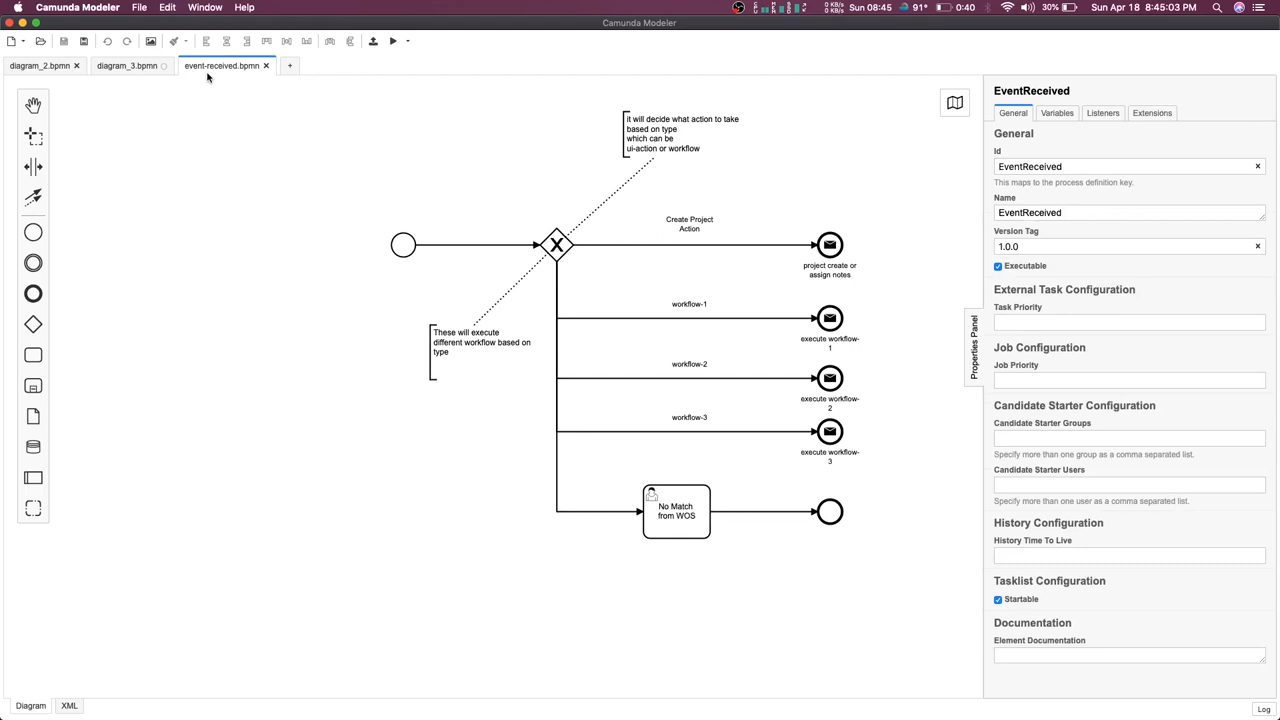 Camunda Modeler File Edit Window Help
0 KB/s
0 KB/s
Sun 08:45 91° 0:40 30% Sun Apr 18 8:45:03 PM
Camunda Modeler
diagram_2.bpmn diagram_3.bpmn event-received.bpmn +
it will decide what action to take
based on type
which can be
ui-action or workflow
Create Project
Action
project create or
assign notes
workflow-1
execute workflow-
1
These will execute
different workflow based on
type
workflow-2
execute workflow-
2
workflow-3
execute workflow-
3
No Match
from WOS
Properties Panel
EventReceived
General Variables Listeners Extensions
General
Id
EventReceived
This maps to the process definition key.
Name
EventReceived
Version Tag
1.0.0
Executable
External Task Configuration
Task Priority
Job Configuration
Job Priority
Candidate Starter Configuration
Candidate Starter Groups
Specify more than one group as a comma separated list.
Candidate Starter Users
Specify more than one user as a comma separated list.
History Configuration
History Time To Live
Tasklist Configuration
Startable
Documentation
Element Documentation
Diagram XML
Log